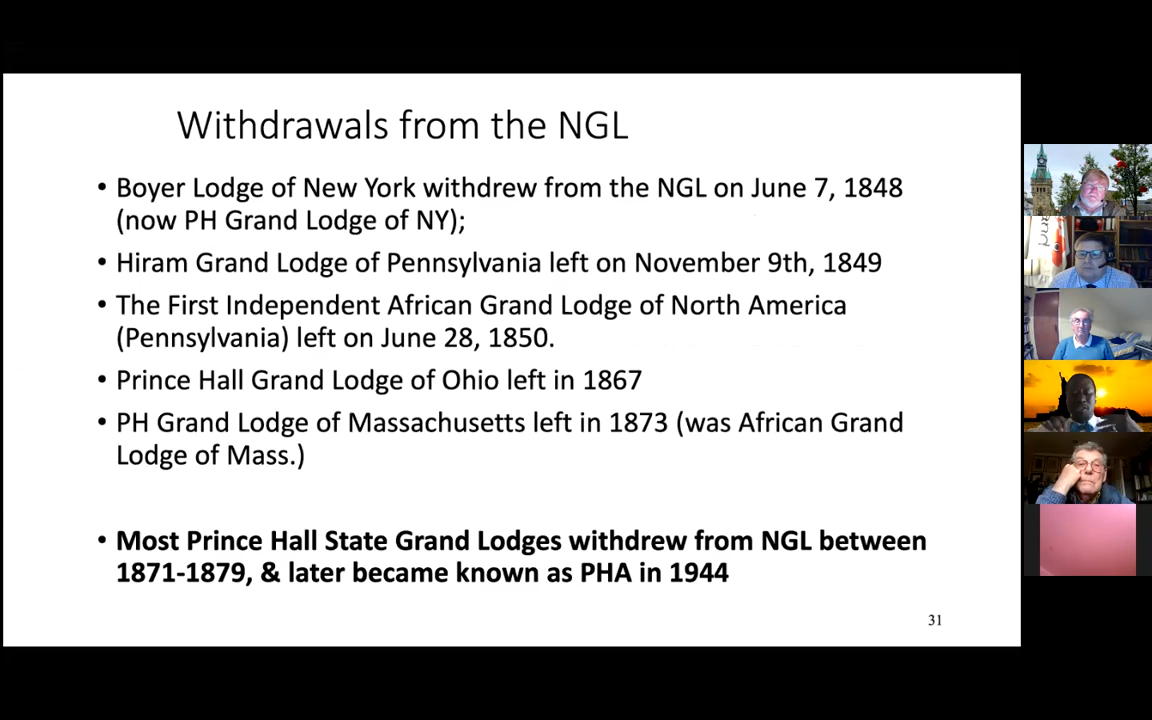 Withdrawals from the NGL
• Boyer Lodge of New York withdrew from the NGL on June 7, 1848
(now PH Grand Lodge of NY);
• Hiram Grand Lodge of Pennsylvania left on November 9th, 1849
• The First Independent African Grand Lodge of North America
(Pennsylvania) left on June 28, 1850.
• Prince Hall Grand Lodge of Ohio left in 1867
• PH Grand Lodge of Massachusetts left in 1873 (was African Grand
Lodge of Mass.)
• Most Prince Hall State Grand Lodges withdrew from NGL between
1871-1879, & later became known as PHA in 1944
31